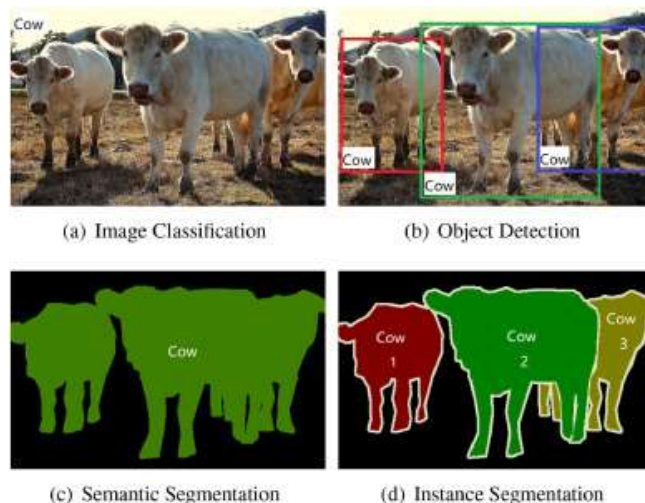 Cow
Cow
Cow
Cow
(a) Image Classification
(b) Object Detection
Cow
Cow
1
Cow
2
Cow
3
(c) Semantic Segmentation
(d) Instance Segmentation